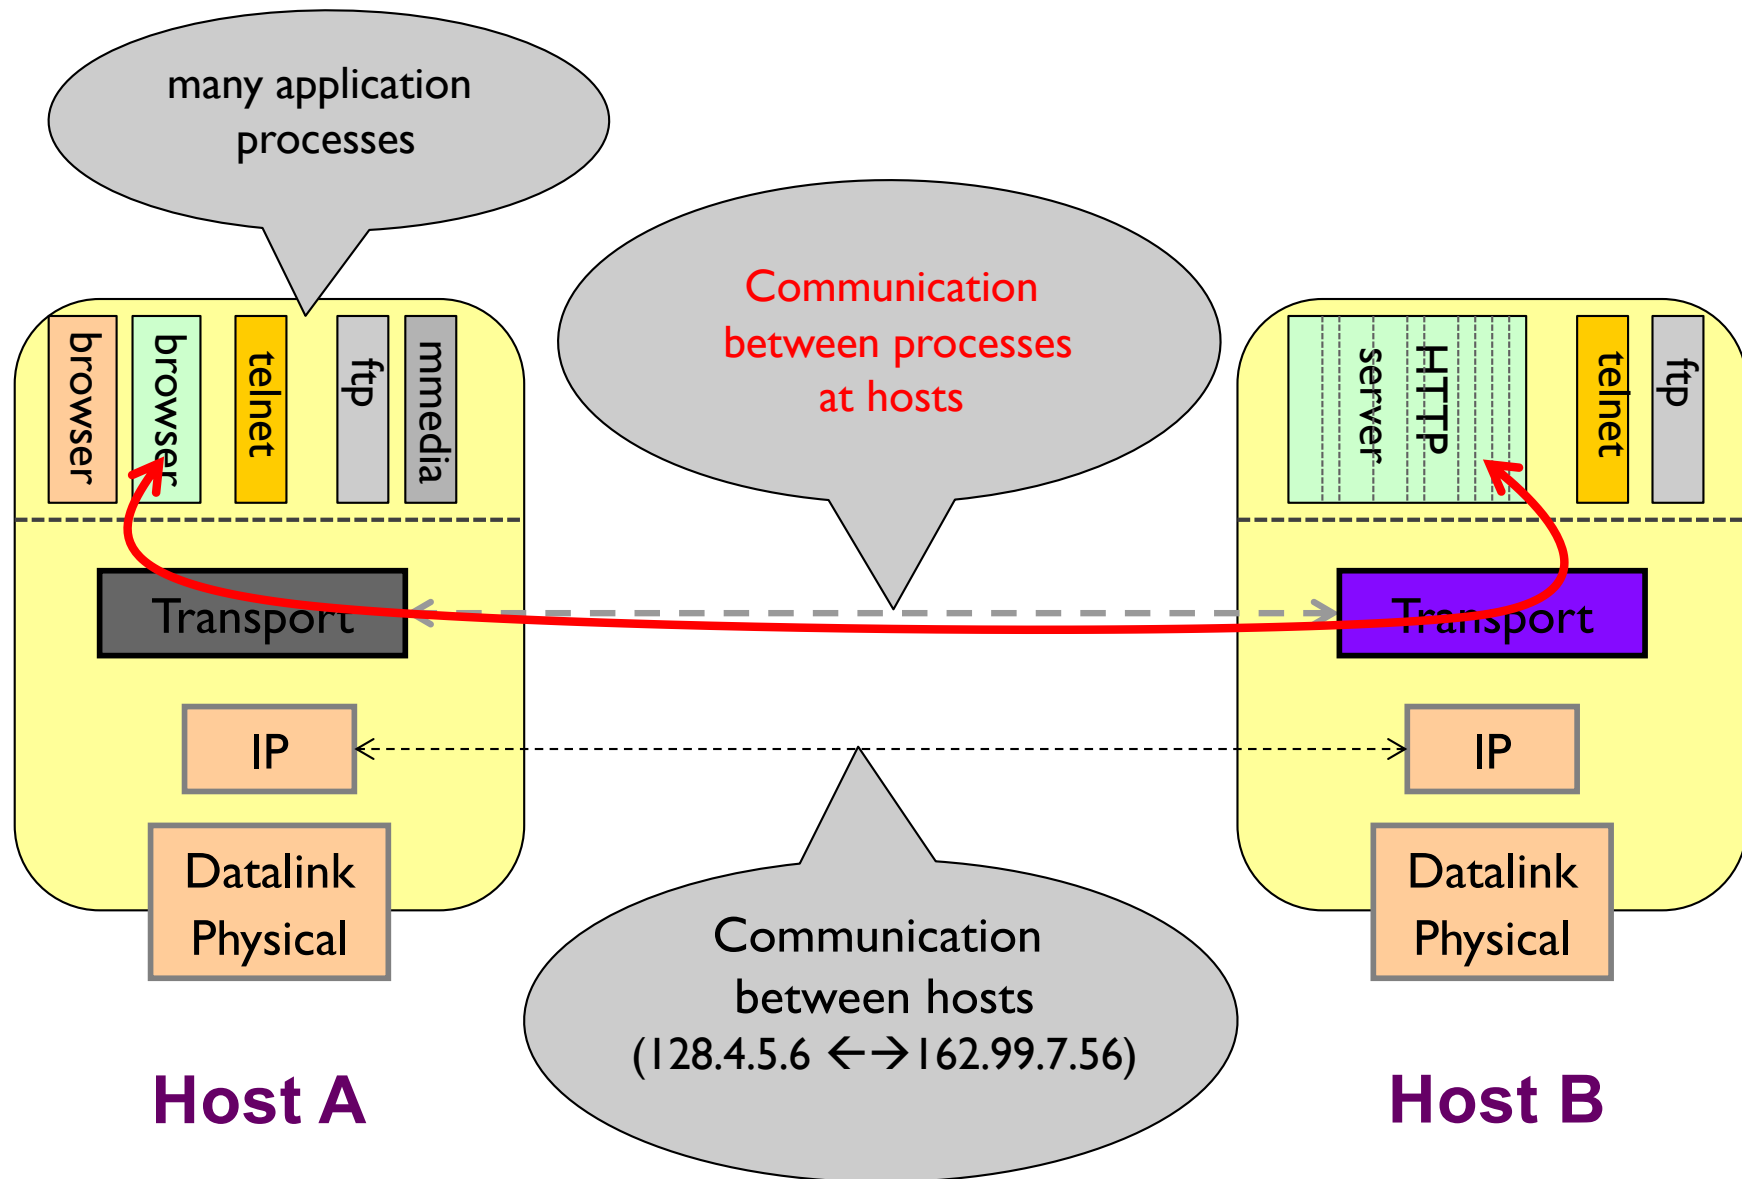 many application
processes
Communication
between processes
at hosts
browser
browser
telnet
ftp
mmedia
HTTP
server
telnet
ftp
Transport
Transport
IP
IP
Datalink
Physical
Datalink
Physical
Communication
between hosts
(128.4.5.6 ←→162.99.7.56)
Host A
Host B